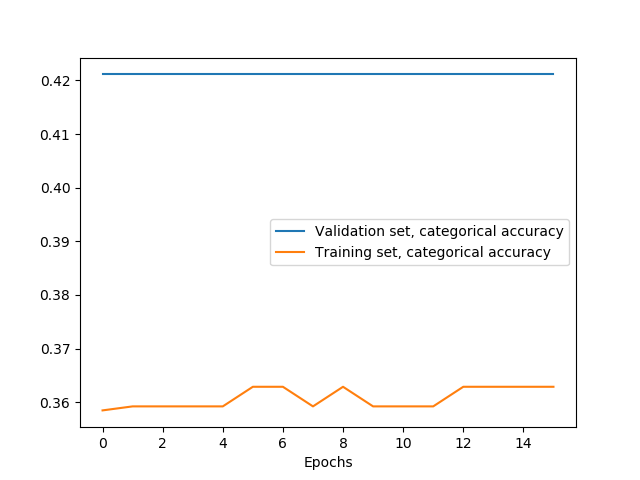 0.42
0.41
0.40
0.39
0.38
0.37
0.36
Validation set, categorical accuracy
Training set, categorical accuracy
0 2 4 6 8 10 12 14
Epochs